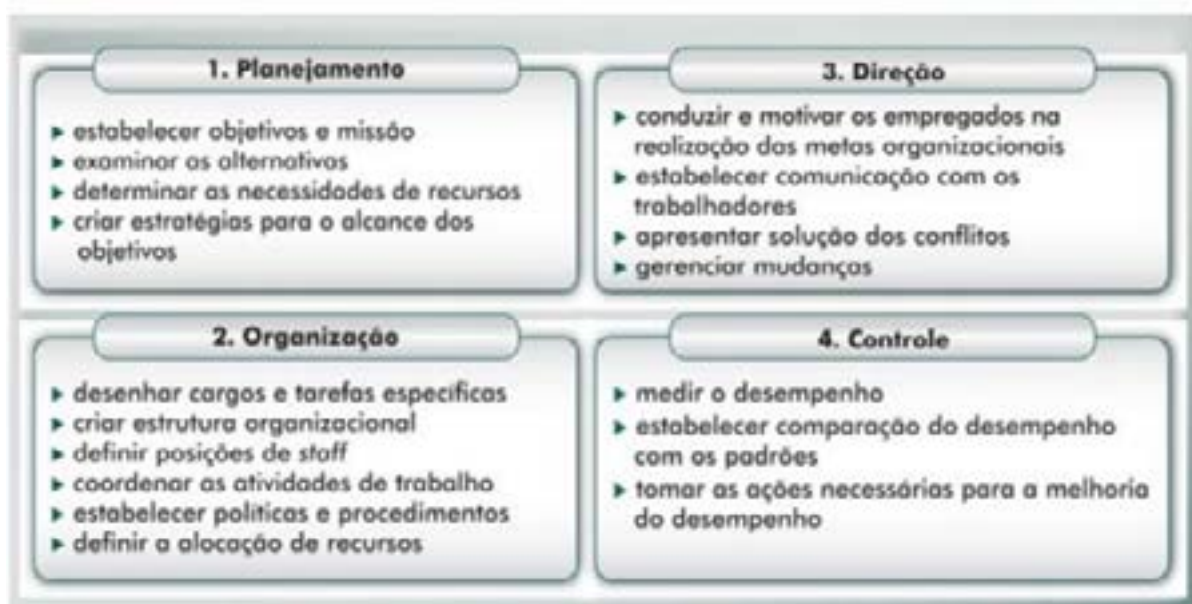 1. Planejamento
▶ estabelecer objetivos e missão
▶ examinar as alternativas
▶ determinar as necessidades de recursos
▶ criar estratégias para o alcance dos
objetivos
2. Organização
▶ desenhar cargos e tarefas específicas
▶ criar estrutura organizacional
▶ definir posições de staff
▶ coordenar as atividades de trabalho
▶ estabelecer políticas e procedimentos
▶ definir a alocação de recursos
3. Direção
▶ conduzir e motivar os empregados na
realização das metas organizacionais
▶ estabelecer comunicação com os
trabalhadores
▶ apresentar solução dos conflitos
▶ gerenciar mudanças
4. Controle
▶ medir o desempenho
▶ estabelecer comparação do desempenho
com os padrões
▶ tomar as ações necessárias para a melhoria
do desempenho